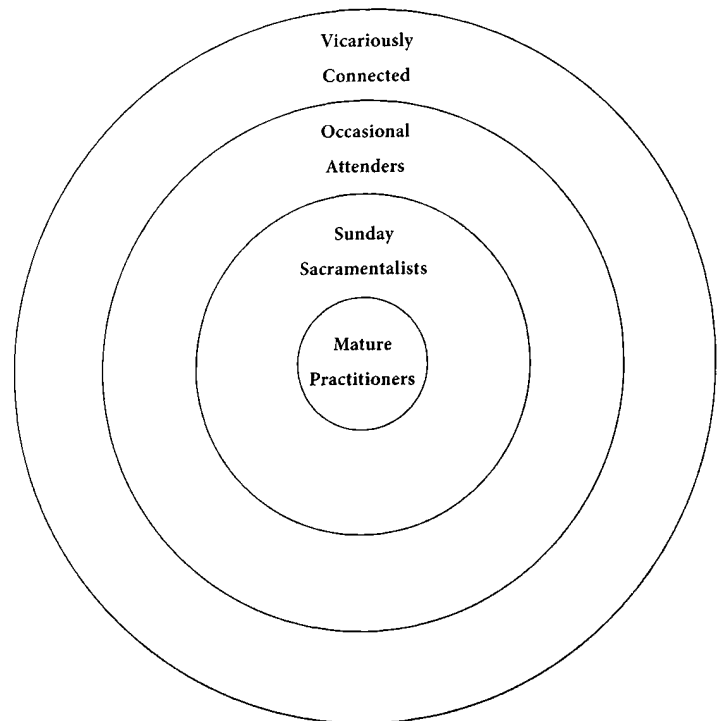 Vicariously
Connected
Occasional
Attenders
Sunday
Sacramentalists
Mature
Practitioners